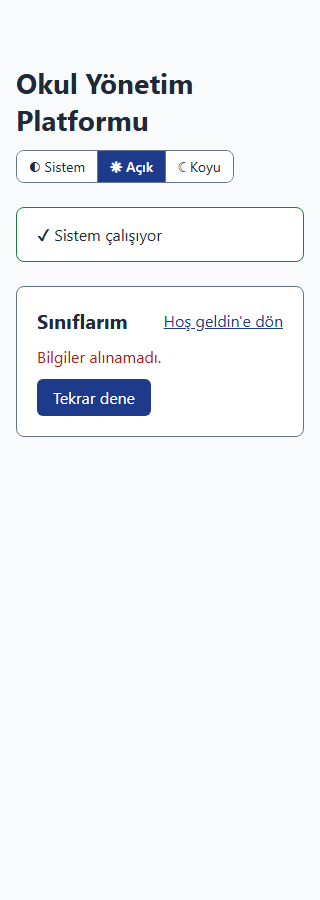 Okul Yönetim
Platformu
Sistem
Açık
Koyu
✓ Sistem çalışıyor
Sınıflarım
Hoş geldin'e dön
Bilgiler alınamadı.
Tekrar dene